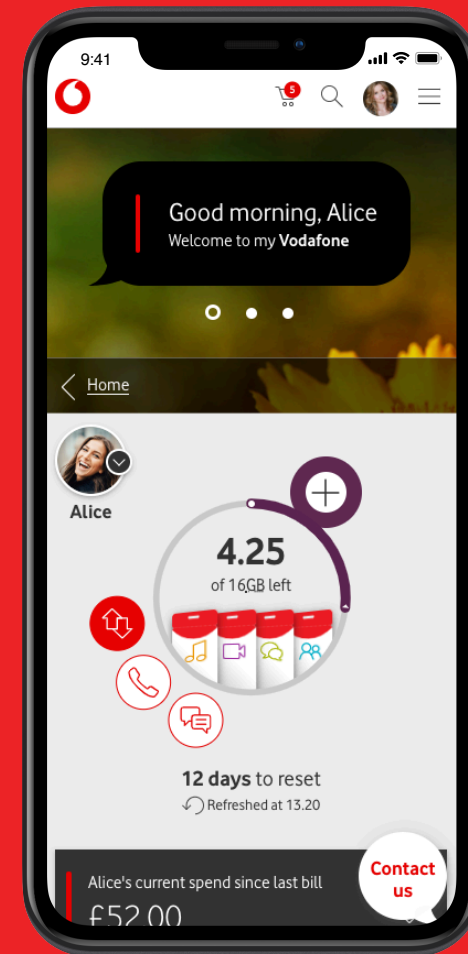 9:41
5
Good morning, Alice
Welcome to my Vodafone
Home
Alice
4.25
of 16GB left
12 days to reset
Refreshed at 13.20
Alice's current spend since last bill
£52.00
Contact
us